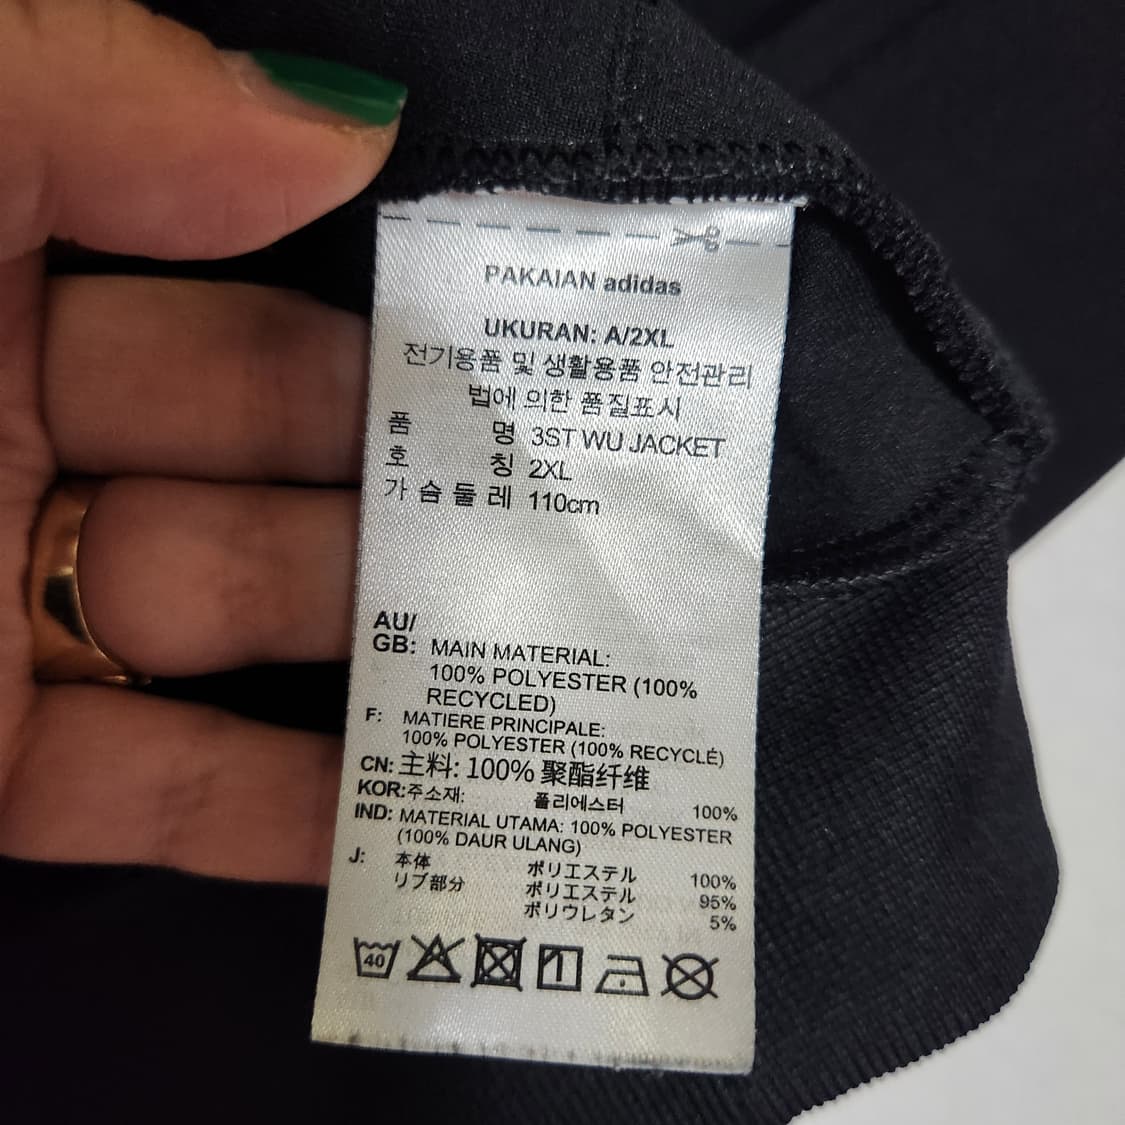 PAKAIAN adidas
UKURAN: A/2XL
전기용품 및 생활용품 안전관리
법에 의한 품질표시
품 명 3ST WU JACKET
호 칭 2XL
가 슴 둘 레 110cm
AU/
GB: MAIN MATERIAL:
100% POLYESTER (100%
RECYCLED)
F: MATIERE PRINCIPALE:
100% POLYESTER (100% RECYCLÉ)
CN: 主料: 100% 聚酯纤维
KOR:주소재: 폴리에스터 100%
IND: MATERIAL UTAMA: 100% POLYESTER
(100% DAUR ULANG)
J: 本体 ポリエステル 100%
リブ部分 ポリエステル 95%
ポリウレタン 5%
40